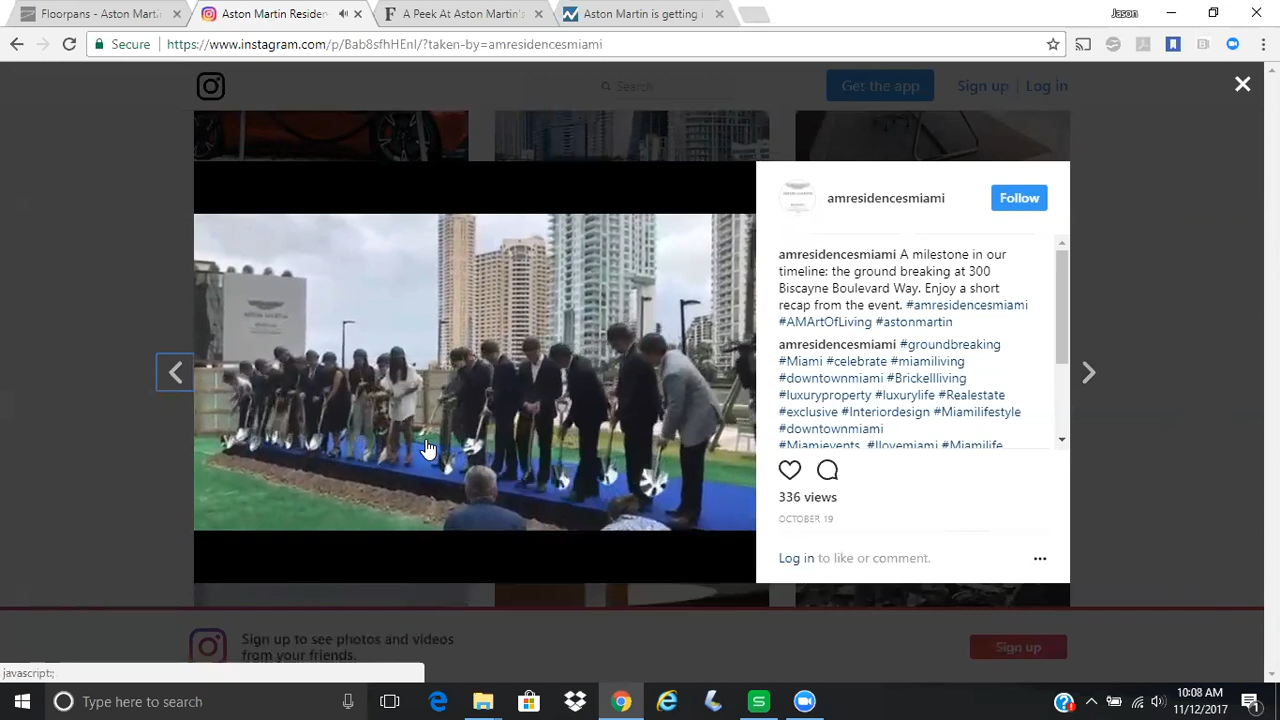 Floorpans - Aston M
Aston Martin Residen
A Peek At Aston Martin's
Aston Martin is getting i
Jason
Secure
https://www.instagram.com/p/Bab8sfhHEnI/?taken-by=amresidencesmiami
Search
Get the app
Sign up
Log in
amresidencesmiami
Follow
amresidencesmiami A milestone in our
timeline: the ground breaking at 300
Biscayne Boulevard Way. Enjoy a short
recap from the event. #amresidencesmiami
#AMArtOfLiving #astonmartin
amresidencesmiami #groundbreaking
#Miami #celebrate #miamiliving
#downtownmiami #Brickellliving
#luxuryproperty #luxurylife #Realestate
#exclusive #Interiordesign #Miamilifestyle
#downtownmiami
#Miamievents #Ilovemiami #Miamilife
336 views
OCTOBER 19
Log in to like or comment.
Sign up to see photos and videos
from your friends.
Sign up
javascript:;
Type here to search
10:08 AM
11/12/2017